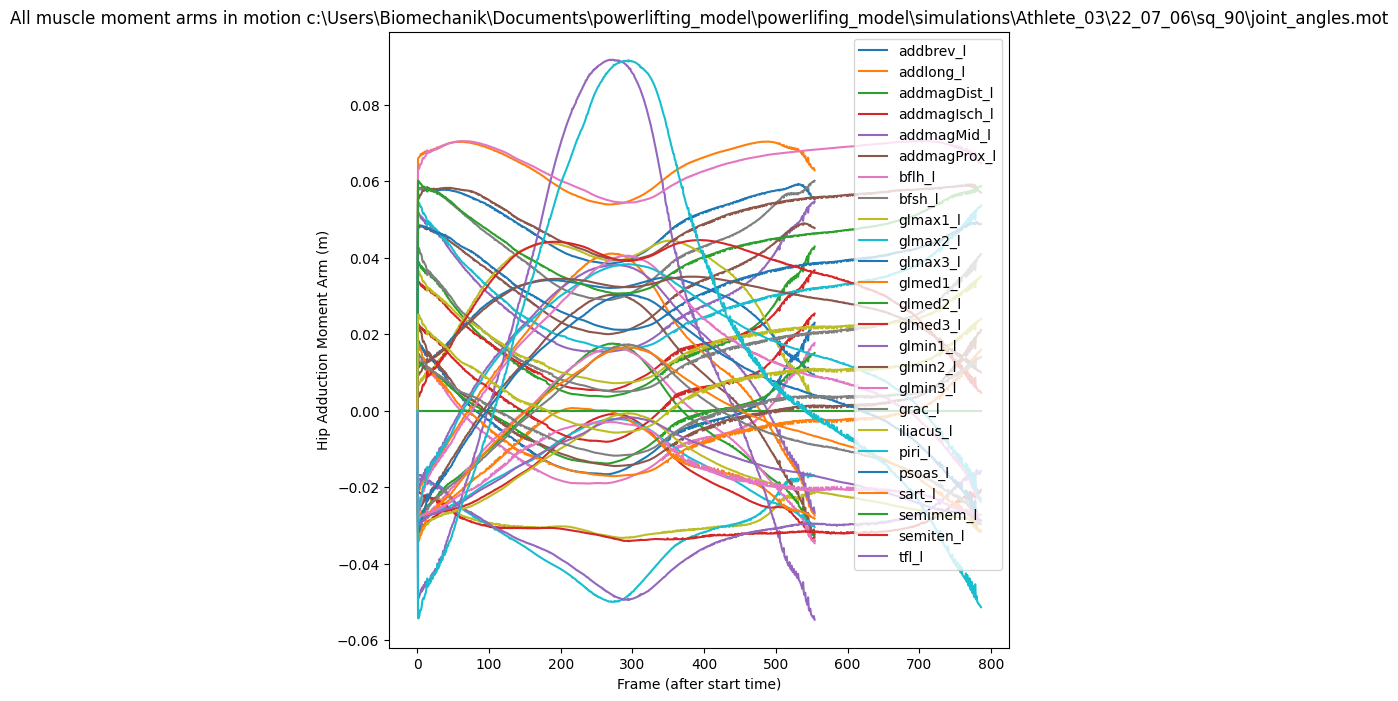 All muscle moment arms in motion c:\Users\Biomechanik\Documents\powerlifting_model\powerlifing_model\simulations\Athlete_03\22_07_06\sq_90\joint_angles.mot
Hip Adduction Moment Arm (m)
0.08
0.06
0.04
0.02
0.00
−0.02
−0.04
−0.06
0
100
200
300
400
500
600
700
800
Frame (after start time)
addbrev_l
addlong_l
addmagDist_l
addmagIsch_l
addmagMid_l
addmagProx_l
bflh_l
bfsh_l
glmax1_l
glmax2_l
glmax3_l
glmed1_l
glmed2_l
glmed3_l
glmin1_l
glmin2_l
glmin3_l
grac_l
iliacus_l
piri_l
psoas_l
sart_l
semimem_l
semiten_l
tfl_l